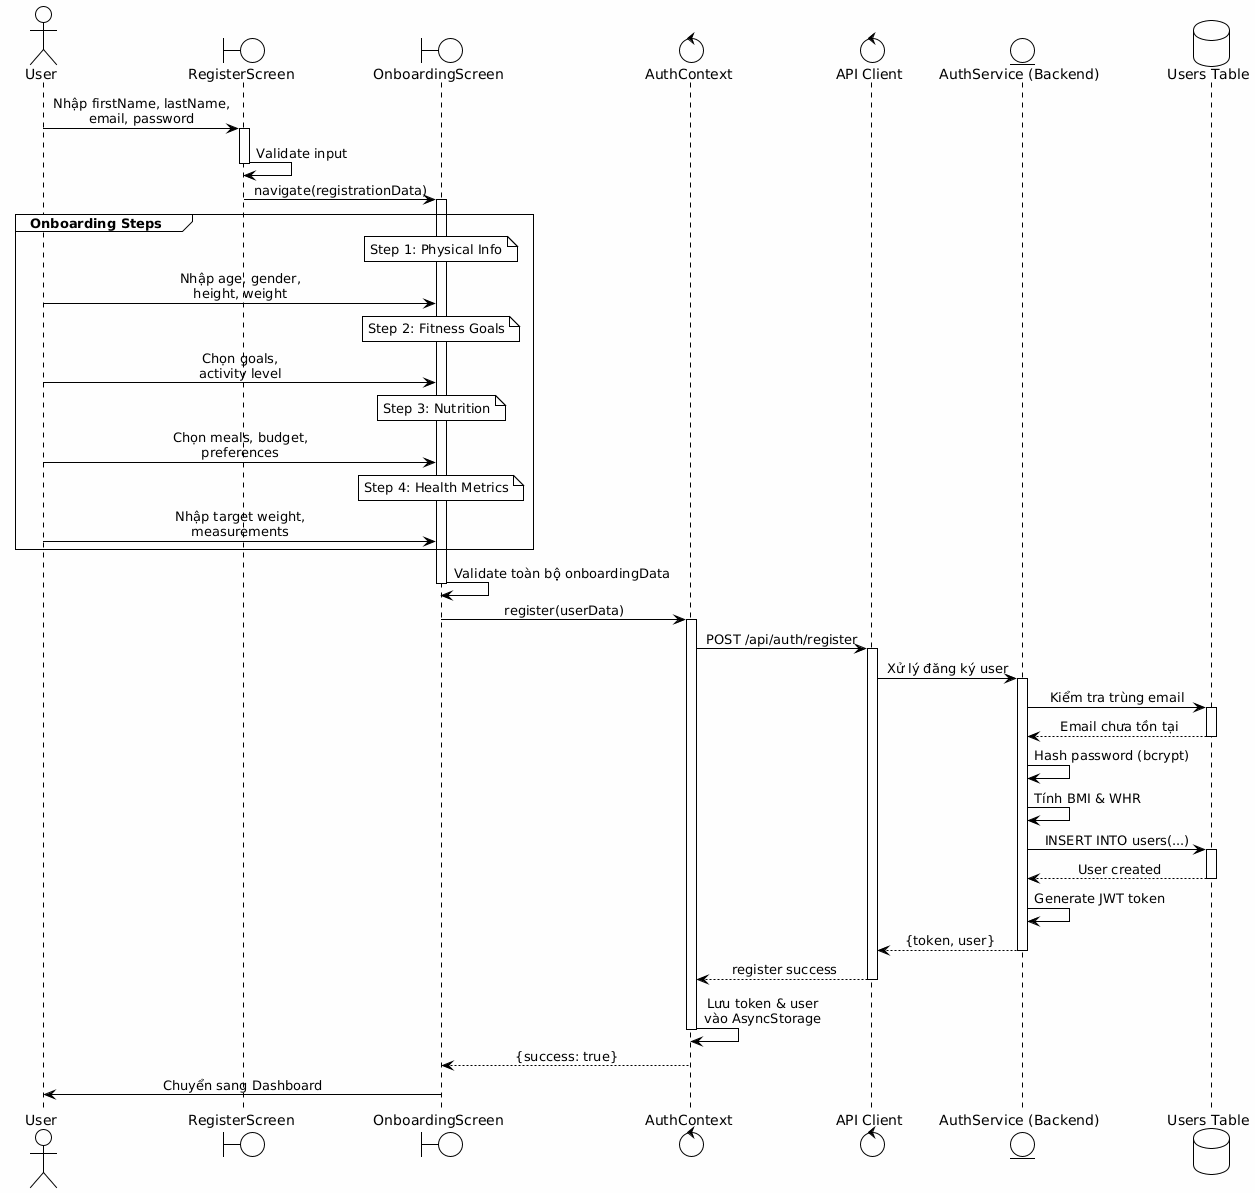 User
RegisterScreen
OnboardingScreen
AuthContext
API Client
AuthService (Backend)
Users Table
Nhập firstName, lastName,
email, password
Validate input
navigate(registrationData)
Onboarding Steps
Step 1: Physical Info
Nhập age, gender,
height, weight
Step 2: Fitness Goals
Chọn goals,
activity level
Step 3: Nutrition
Chọn meals, budget,
preferences
Step 4: Health Metrics
Nhập target weight,
measurements
Validate toàn bộ onboardingData
register(userData)
POST /api/auth/register
Xử lý đăng ký user
Kiểm tra trùng email
Email chưa tồn tại
Hash password (bcrypt)
Tính BMI & WHR
INSERT INTO users(...)
User created
Generate JWT token
{token, user}
register success
Lưu token & user
vào AsyncStorage
{success: true}
Chuyển sang Dashboard
User
RegisterScreen
OnboardingScreen
AuthContext
API Client
AuthService (Backend)
Users Table